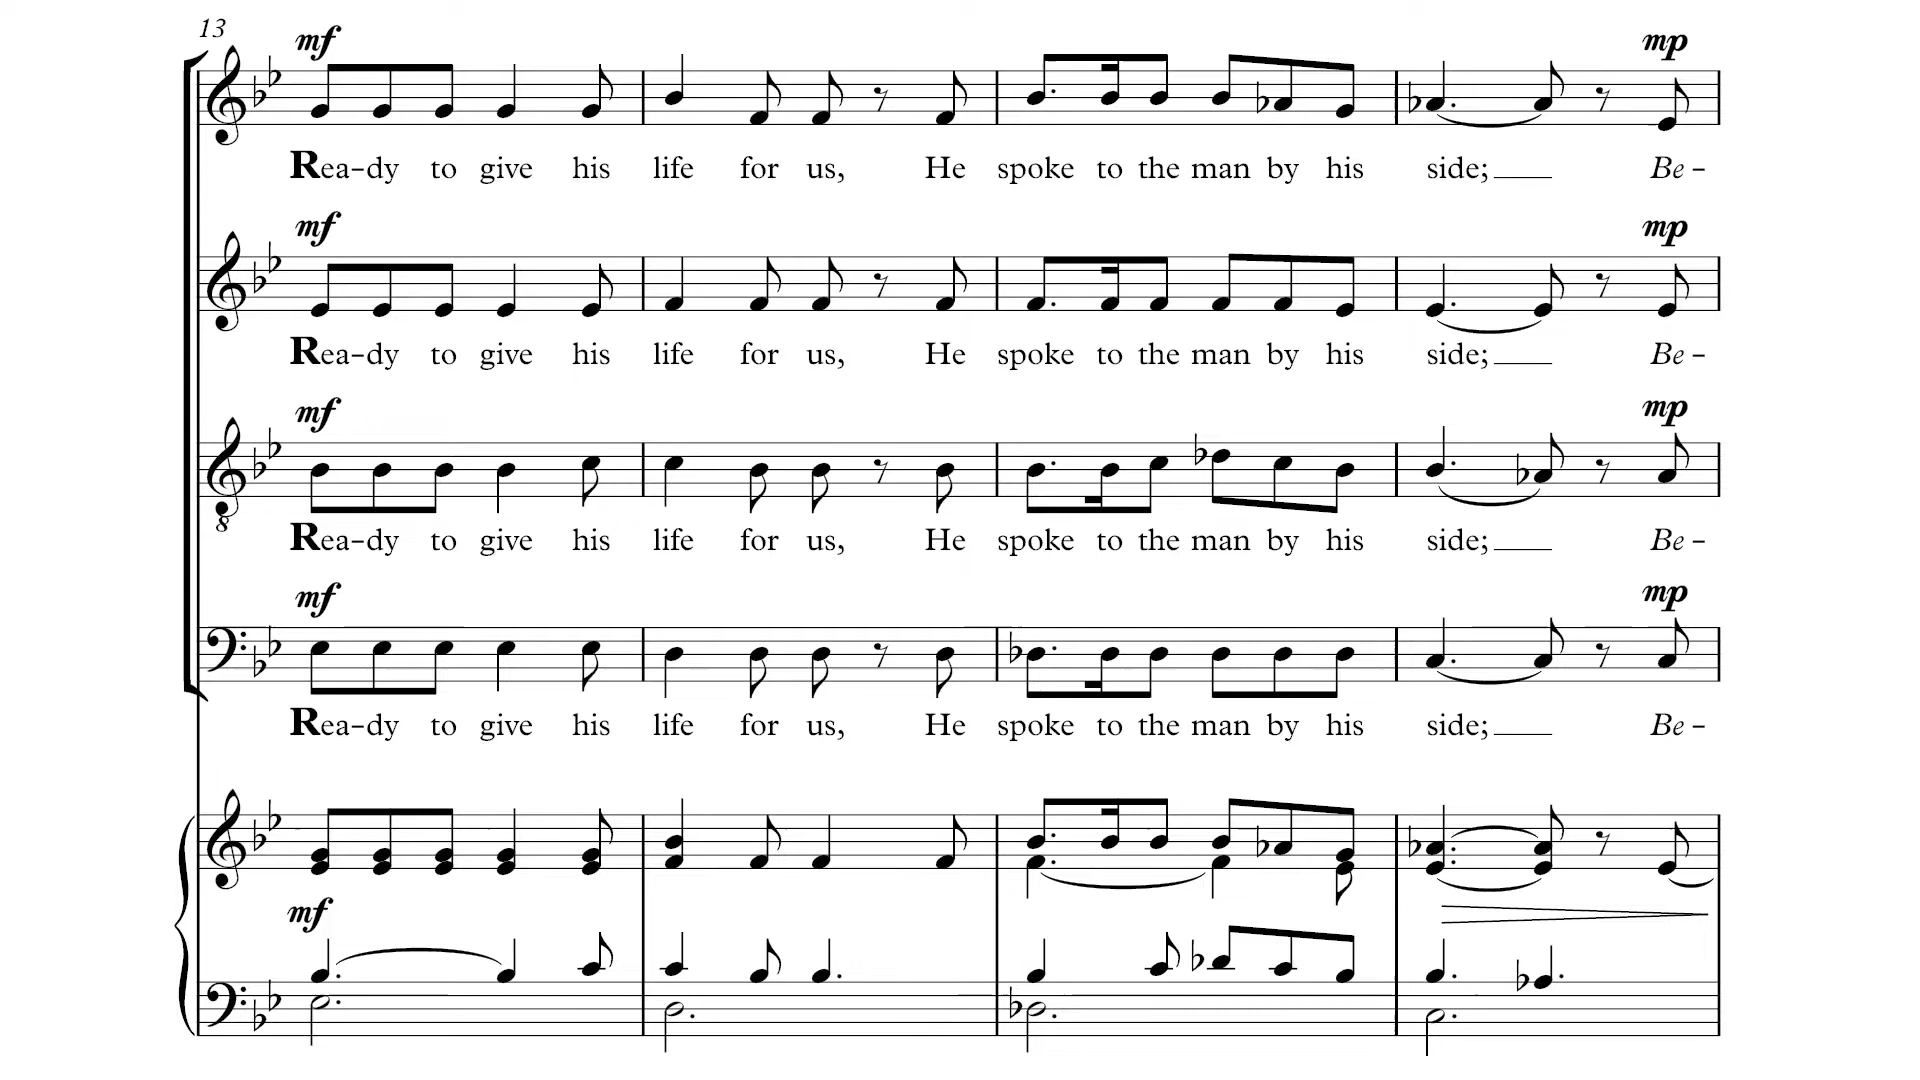 13
mf mp
Rea-dy to give his life for us, He spoke to the man by his side; Be-
mf mp
Rea-dy to give his life for us, He spoke to the man by his side; Be-
mf mp
8
Rea-dy to give his life for us, He spoke to the man by his side; Be-
mf mp
Rea-dy to give his life for us, He spoke to the man by his side; Be-
mf